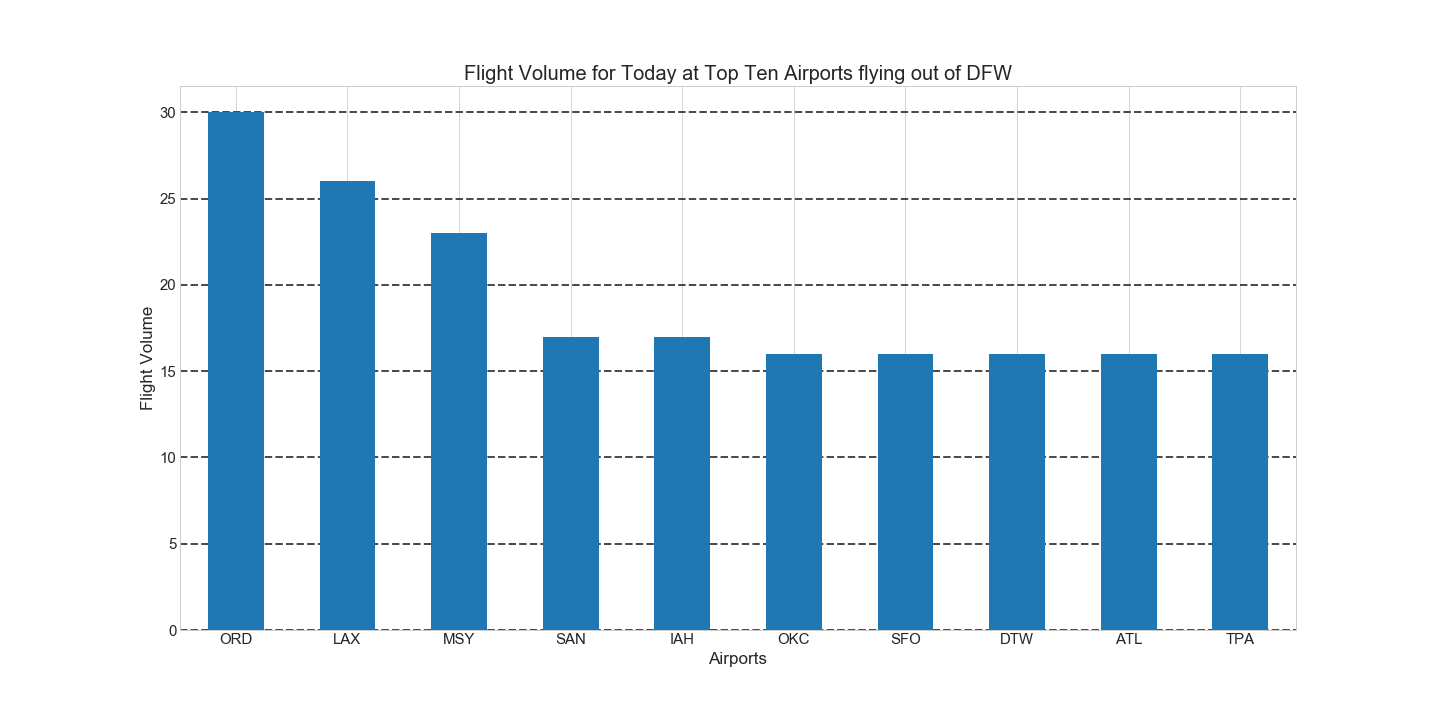 Flight Volume for Today at Top Ten Airports flying out of DFW
30
25
20
15
10
5
0
Flight Volume
ORD LAX MSY SAN IAH OKC SFO DTW ATL TPA
Airports